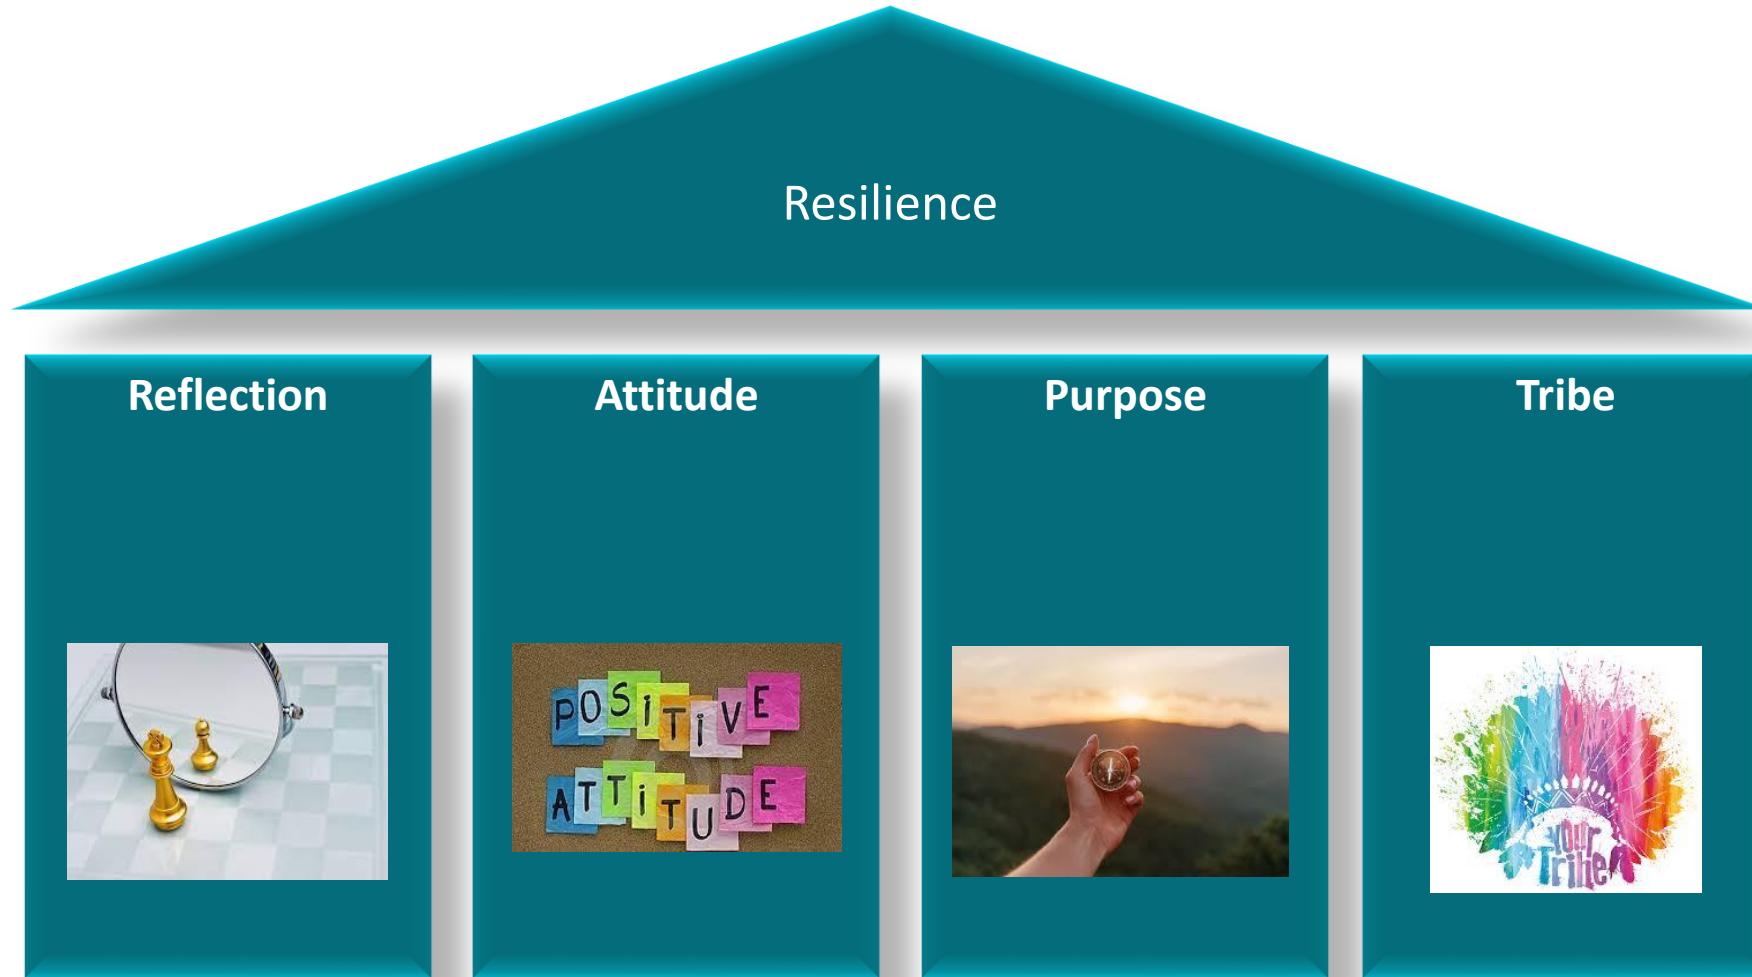 Resilience
Reflection
Attitude
Purpose
Tribe
POSiTiVE
ATTiTUDE
your
Tribe